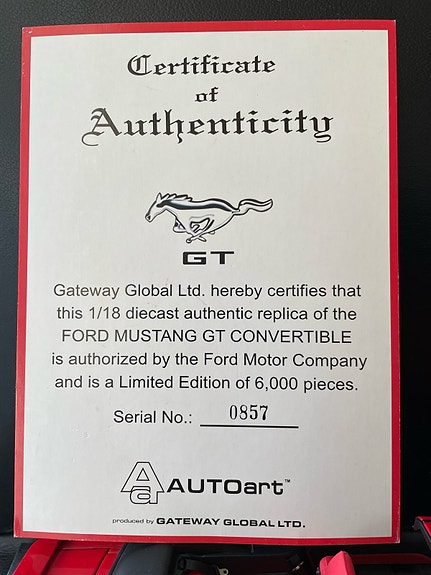 Certificate
of
Authenticity
GT
Gateway Global Ltd. hereby certifies that
this 1/18 diecast authentic replica of the
FORD MUSTANG GT CONVERTIBLE
is authorized by the Ford Motor Company
and is a Limited Edition of 6,000 pieces.
Serial No.: 0857
Aa AUTOart™
produced by GATEWAY GLOBAL LTD.